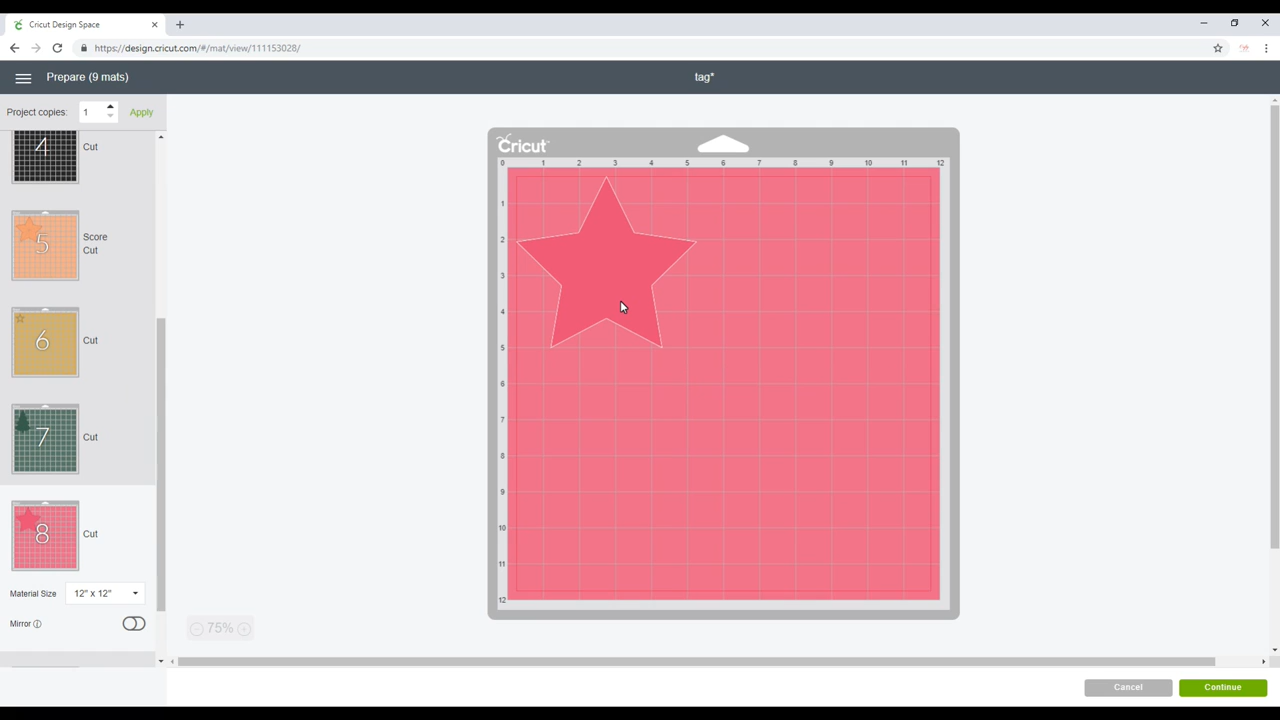 Cricut Design Space
https://design.cricut.com/#/mat/view/111153028/
Prepare (9 mats)
tag*
Project copies: 1 Apply
4 Cut
5 Score
Cut
6 Cut
7 Cut
8 Cut
Material Size 12" x 12"
Mirror
75%
Cricut
0 1 2 3 4 5 6 7 8 9 10 11 12
1
2
3
4
5
6
7
8
9
10
11
12
Cancel Continue